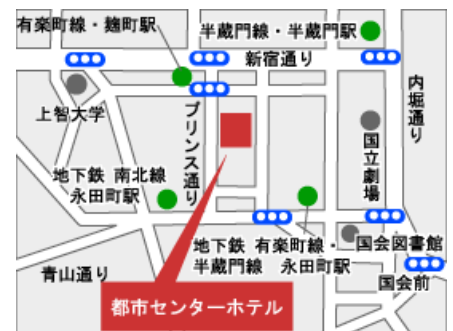 有楽町線・麹町駅
半蔵門線・半蔵門駅
新宿通り
内堀通り
上智大学
プリンス通り
国立劇場
地下鉄 南北線
永田町駅
地下鉄 有楽町線・
半蔵門線 永田町駅
国会図書館
青山通り
国会前
都市センターホテル